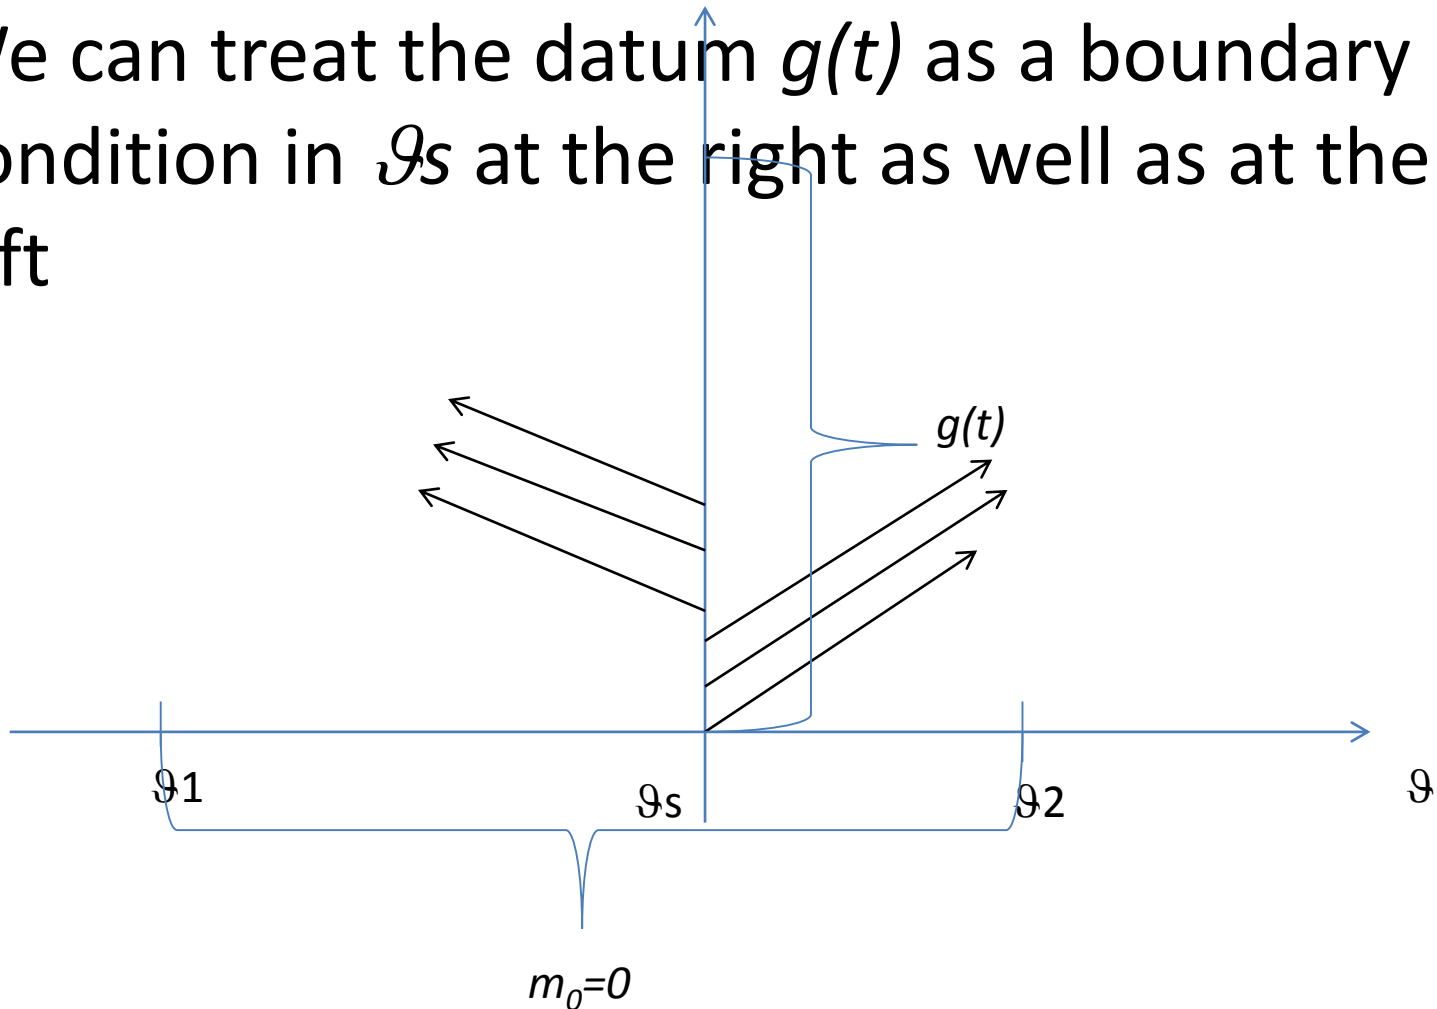 e can treat the datum g(t) as a boundary
ondition in ϑs at the right as well as at the
ft
g(t)
ϑ1
ϑs
ϑ2
ϑ
m₀=0